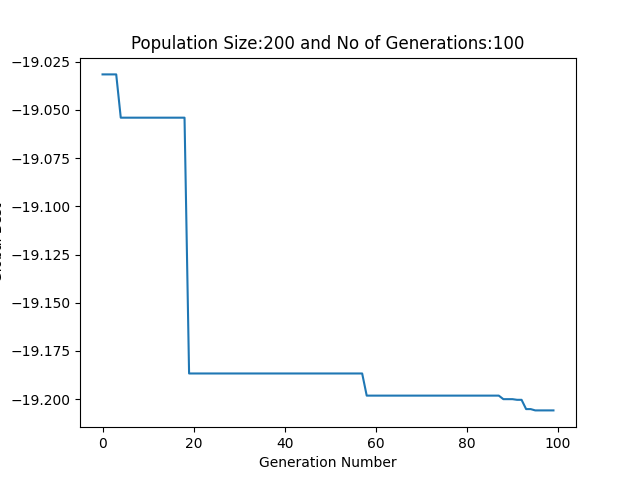 Population Size:200 and No of Generations:100
−19.025
−19.050
−19.075
−19.100
−19.125
−19.150
−19.175
−19.200
0 20 40 60 80 100
Generation Number